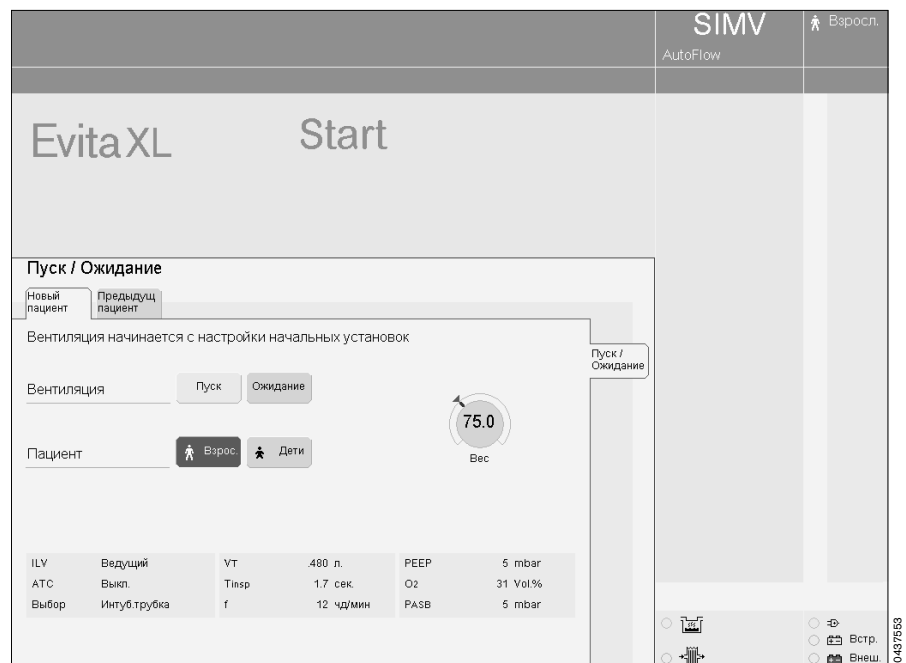 SIMV
Взросл.
AutoFlow
Evita XL
Start
Пуск / Ожидание
Новый пациент
Предыдущ пациент
Вентиляция начинается с настройки начальных установок
Пуск / Ожидание
Вентиляция Пуск Ожидание
75.0
Вес
Пациент Взрос. Дети
ILV Ведущий VT .480 л. PEEP 5 mbar
ATC Выкл. Tinsp 1.7 сек. O2 31 Vol.%
Выбор Интуб.трубка f 12 чд/мин PASB 5 mbar
Встр.
Внеш.
0437553